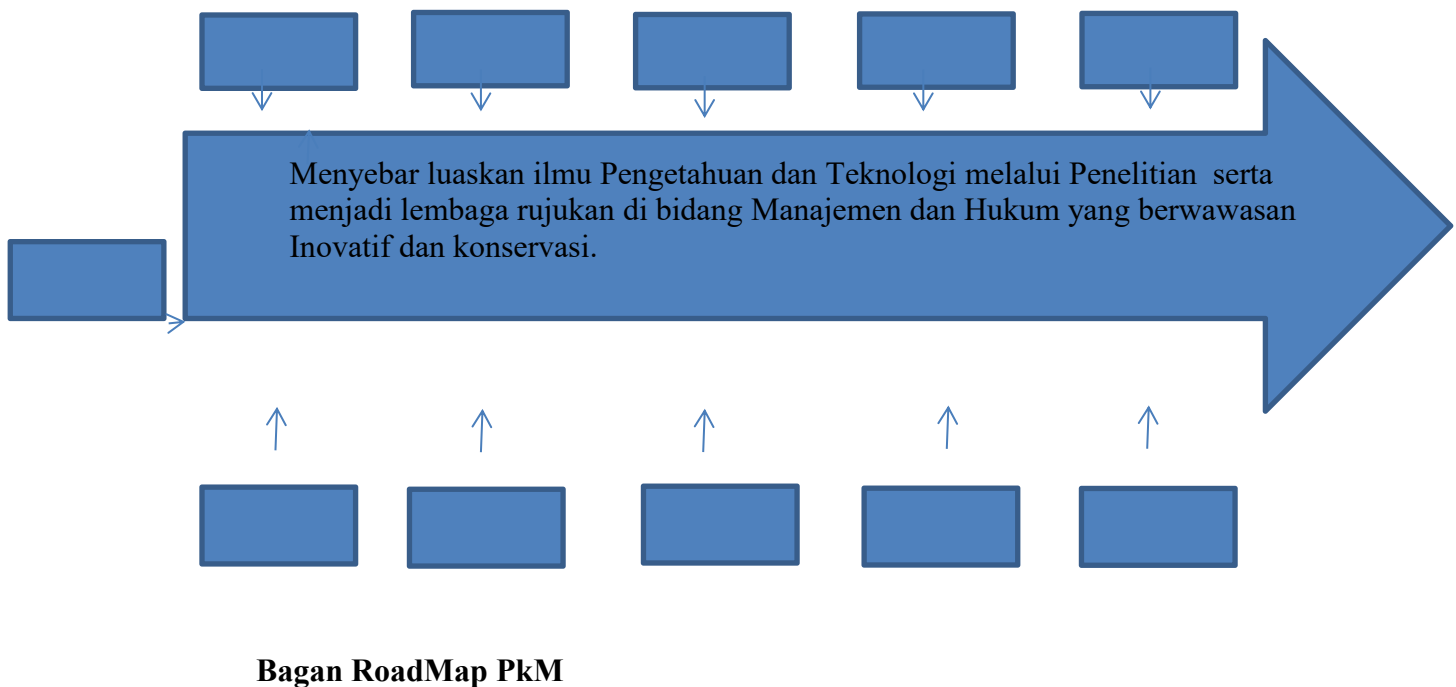 Menyebar luaskan ilmu Pengetahuan dan Teknologi melalui Penelitian  serta
menjadi lembaga rujukan di bidang Manajemen dan Hukum yang berwawasan
Inovatif dan konservasi.
Bagan RoadMap PkM